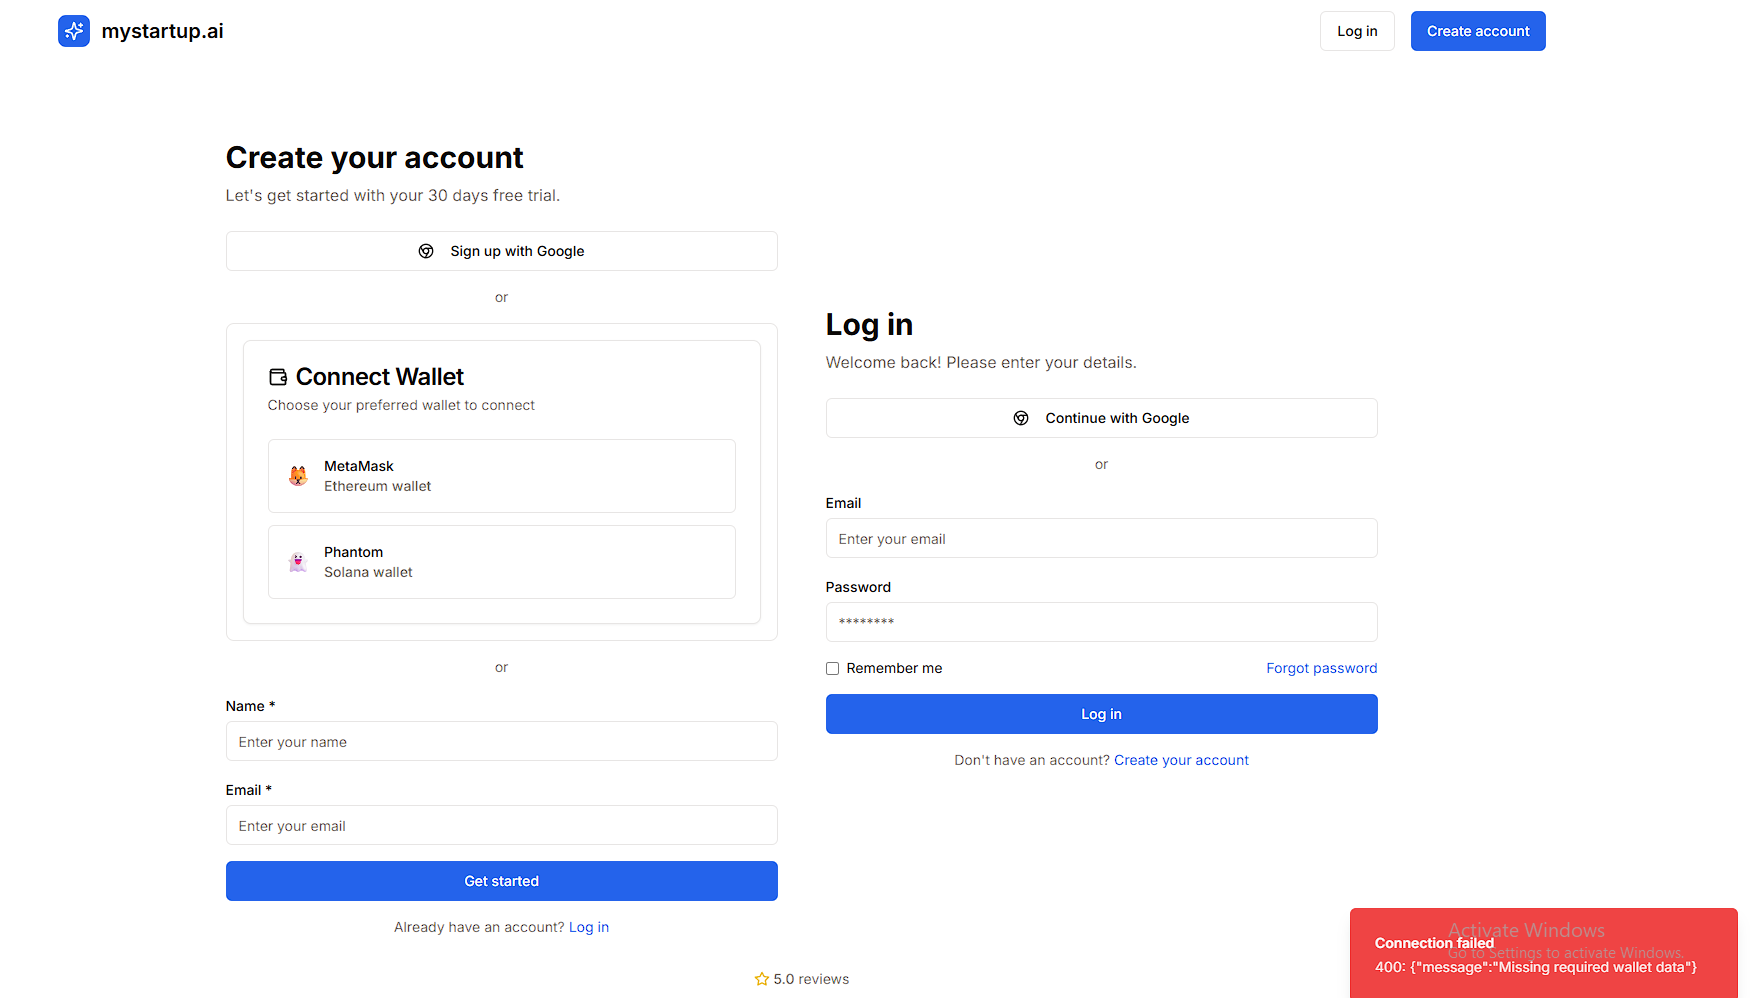 mystartup.ai
Log in
Create account
Create your account
Let's get started with your 30 days free trial.
Sign up with Google
or
Connect Wallet
Choose your preferred wallet to connect
MetaMask
Ethereum wallet
Phantom
Solana wallet
or
Name *
Enter your name
Email *
Enter your email
Get started
Already have an account? Log in
Log in
Welcome back! Please enter your details.
Continue with Google
or
Email
Enter your email
Password
********
Remember me
Forgot password
Log in
Don't have an account? Create your account
5.0 reviews
Activate Windows
Go to Settings to activate Windows.
Connection failed
400: {"message":"Missing required wallet data"}